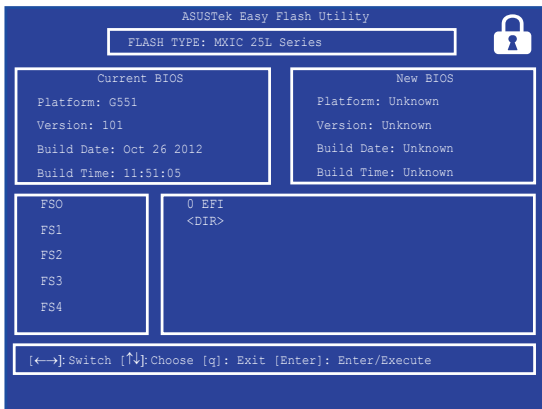 ASUSTek Easy Flash Utility
FLASH TYPE: MXIC 25L Series
Current BIOS
Platform: G551
Version: 101
Build Date: Oct 26 2012
Build Time: 11:51:05
New BIOS
Platform: Unknown
Version: Unknown
Build Date: Unknown
Build Time: Unknown
FSO
FS1
FS2
FS3
FS4
0 EFI
<DIR>
[←→]: Switch [↑↓]: Choose [q]: Exit [Enter]: Enter/Execute